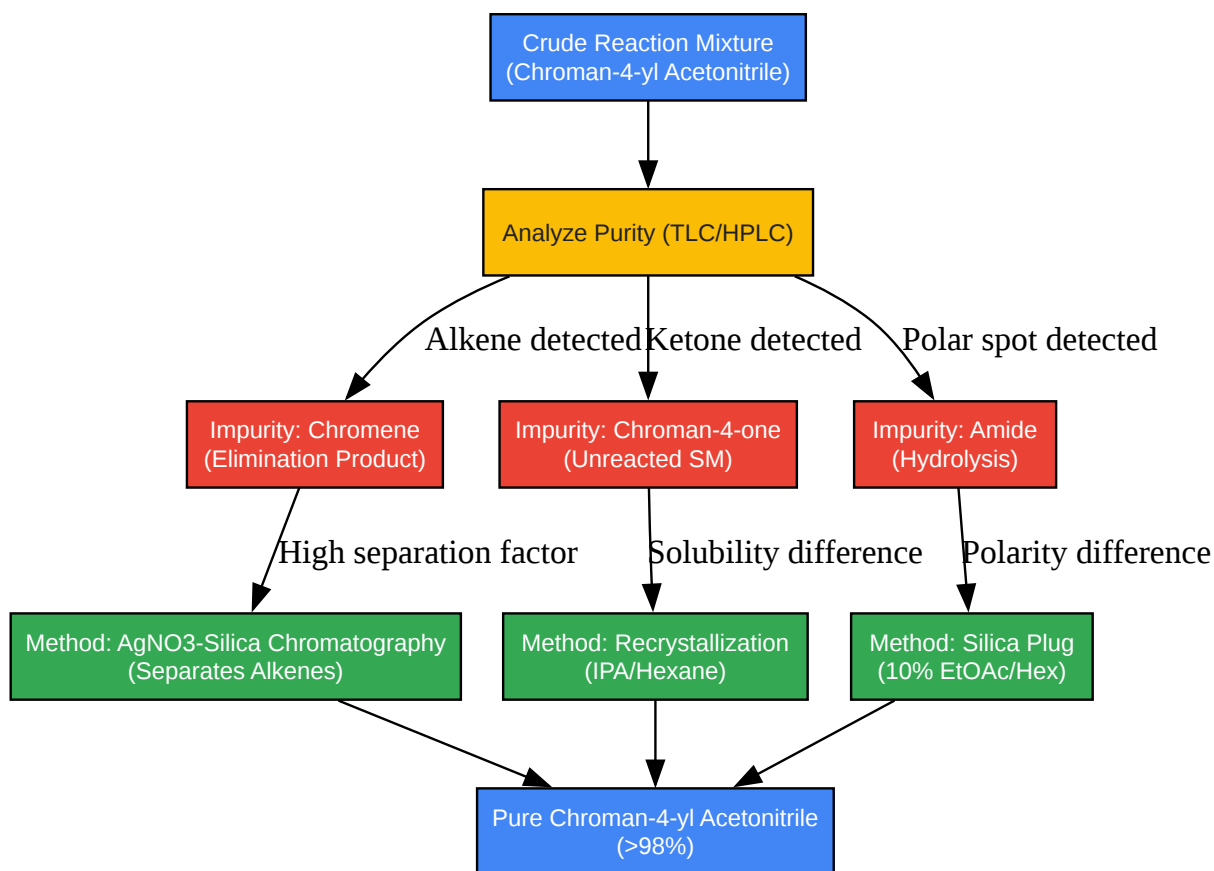 Crude Reaction Mixture
(Chroman-4-yl Acetonitrile)
Analyze Purity (TLC/HPLC)
Alkene detected
Ketone detected
Polar spot detected
Impurity: Chromene
(Elimination Product)
Impurity: Chroman-4-one
(Unreacted SM)
Impurity: Amide
(Hydrolysis)
High separation factor
Solubility difference
Polarity difference
Method: AgNO3-Silica Chromatography
(Separates Alkenes)
Method: Recrystallization
(IPA/Hexane)
Method: Silica Plug
(10% EtOAc/Hex)
Pure Chroman-4-yl Acetonitrile
(>98%)